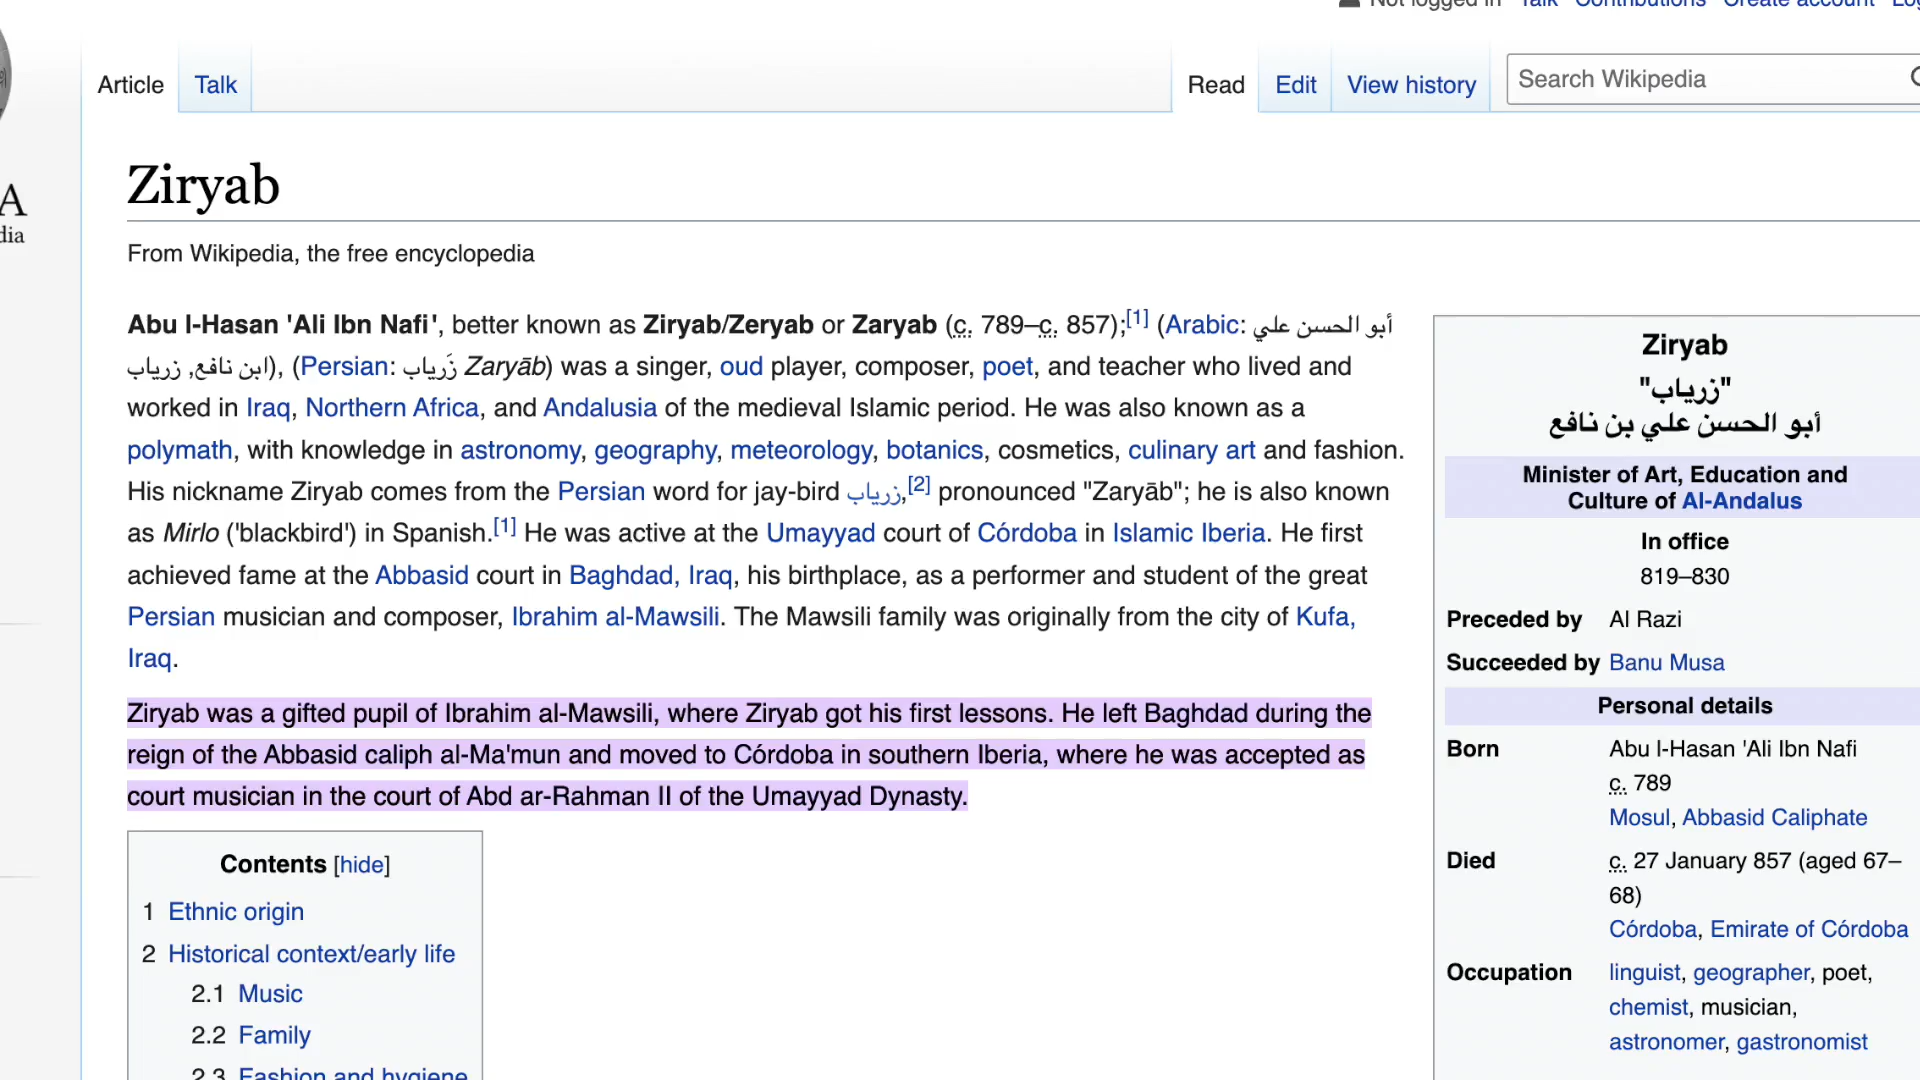 Not logged in Talk Contributions Create account
Article Talk Read Edit View history Search Wikipedia
A
dia
Ziryab
From Wikipedia, the free encyclopedia
Abu l-Hasan 'Ali Ibn Nafi', better known as Ziryab/Zeryab or Zaryab (c. 789–c. 857);[1] (Arabic: أبو الحسن علي
ابن نافع, زریاب), (Persian: زَریاب Zaryāb) was a singer, oud player, composer, poet, and teacher who lived and
worked in Iraq, Northern Africa, and Andalusia of the medieval Islamic period. He was also known as a
polymath, with knowledge in astronomy, geography, meteorology, botanics, cosmetics, culinary art and fashion.
His nickname Ziryab comes from the Persian word for jay-bird زرياب,[2] pronounced "Zaryāb"; he is also known
as Mirlo ('blackbird') in Spanish.[1] He was active at the Umayyad court of Córdoba in Islamic Iberia. He first
achieved fame at the Abbasid court in Baghdad, Iraq, his birthplace, as a performer and student of the great
Persian musician and composer, Ibrahim al-Mawsili. The Mawsili family was originally from the city of Kufa,
Iraq.
Ziryab was a gifted pupil of Ibrahim al-Mawsili, where Ziryab got his first lessons. He left Baghdad during the
reign of the Abbasid caliph al-Ma'mun and moved to Córdoba in southern Iberia, where he was accepted as
court musician in the court of Abd ar-Rahman II of the Umayyad Dynasty.
Contents [hide]
1 Ethnic origin
2 Historical context/early life
2.1 Music
2.2 Family
2.3 Fashion and hygiene
Ziryab
"زرياب"
أبو الحسن علي بن نافع
Minister of Art, Education and
Culture of Al-Andalus
In office
819–830
Preceded by Al Razi
Succeeded by Banu Musa
Personal details
Born Abu l-Hasan 'Ali Ibn Nafi
c. 789
Mosul, Abbasid Caliphate
Died c. 27 January 857 (aged 67–
68)
Córdoba, Emirate of Córdoba
Occupation linguist, geographer, poet,
chemist, musician,
astronomer, gastronomist